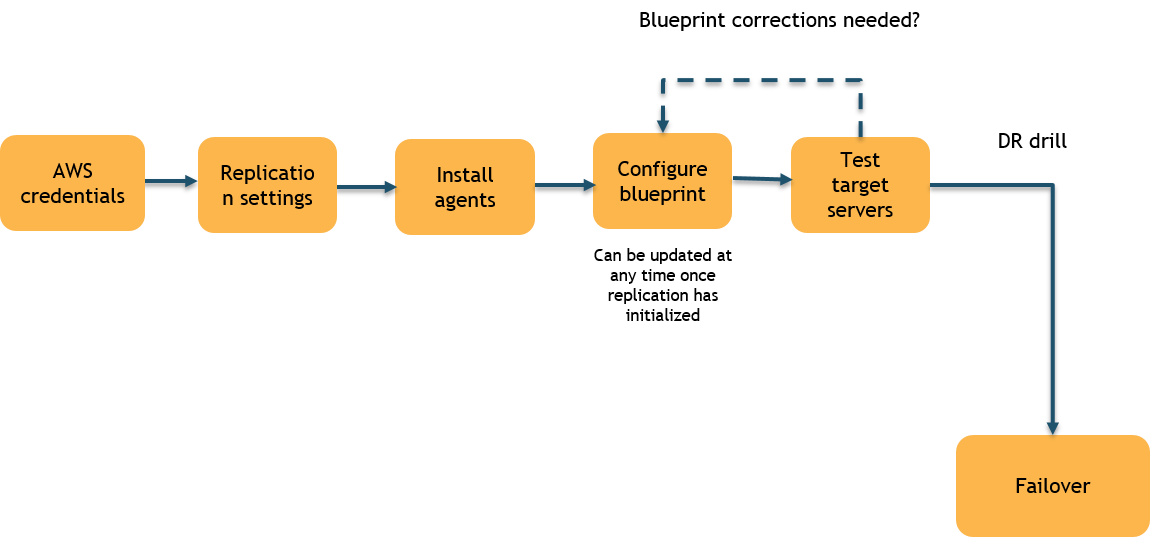 Blueprint corrections needed?
AWS
credentials
Replicatio
n settings
Install
agents
Configure
blueprint
Test
target
servers
DR drill
Can be updated at
any time once
replication has
initialized
Failover